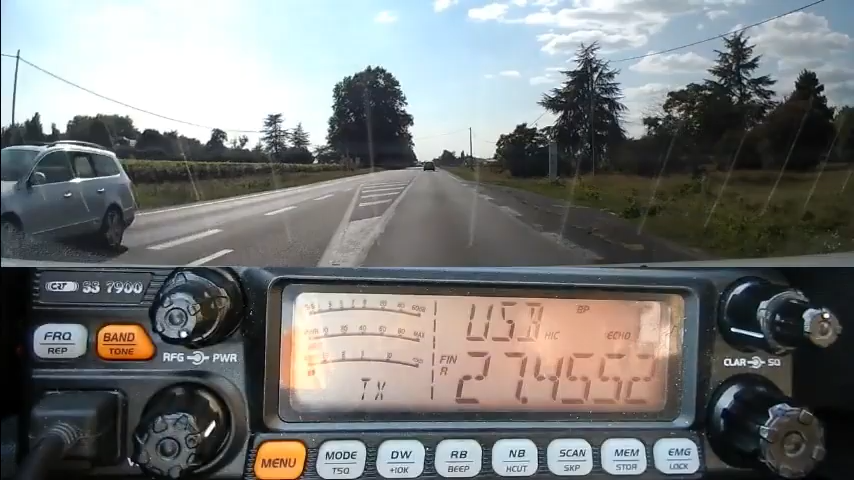 CRT SS 7900
FRQ
REP
BAND
TONE
RFG PWR
USB HIC BP ECHO
TX
FIN
R
27.4552
CLAR SQ
MENU
MODE
TSQ
DW
+10K
RB
BEEP
NB
HCUT
SCAN
SKP
MEM
STOR
EMG
LOCK